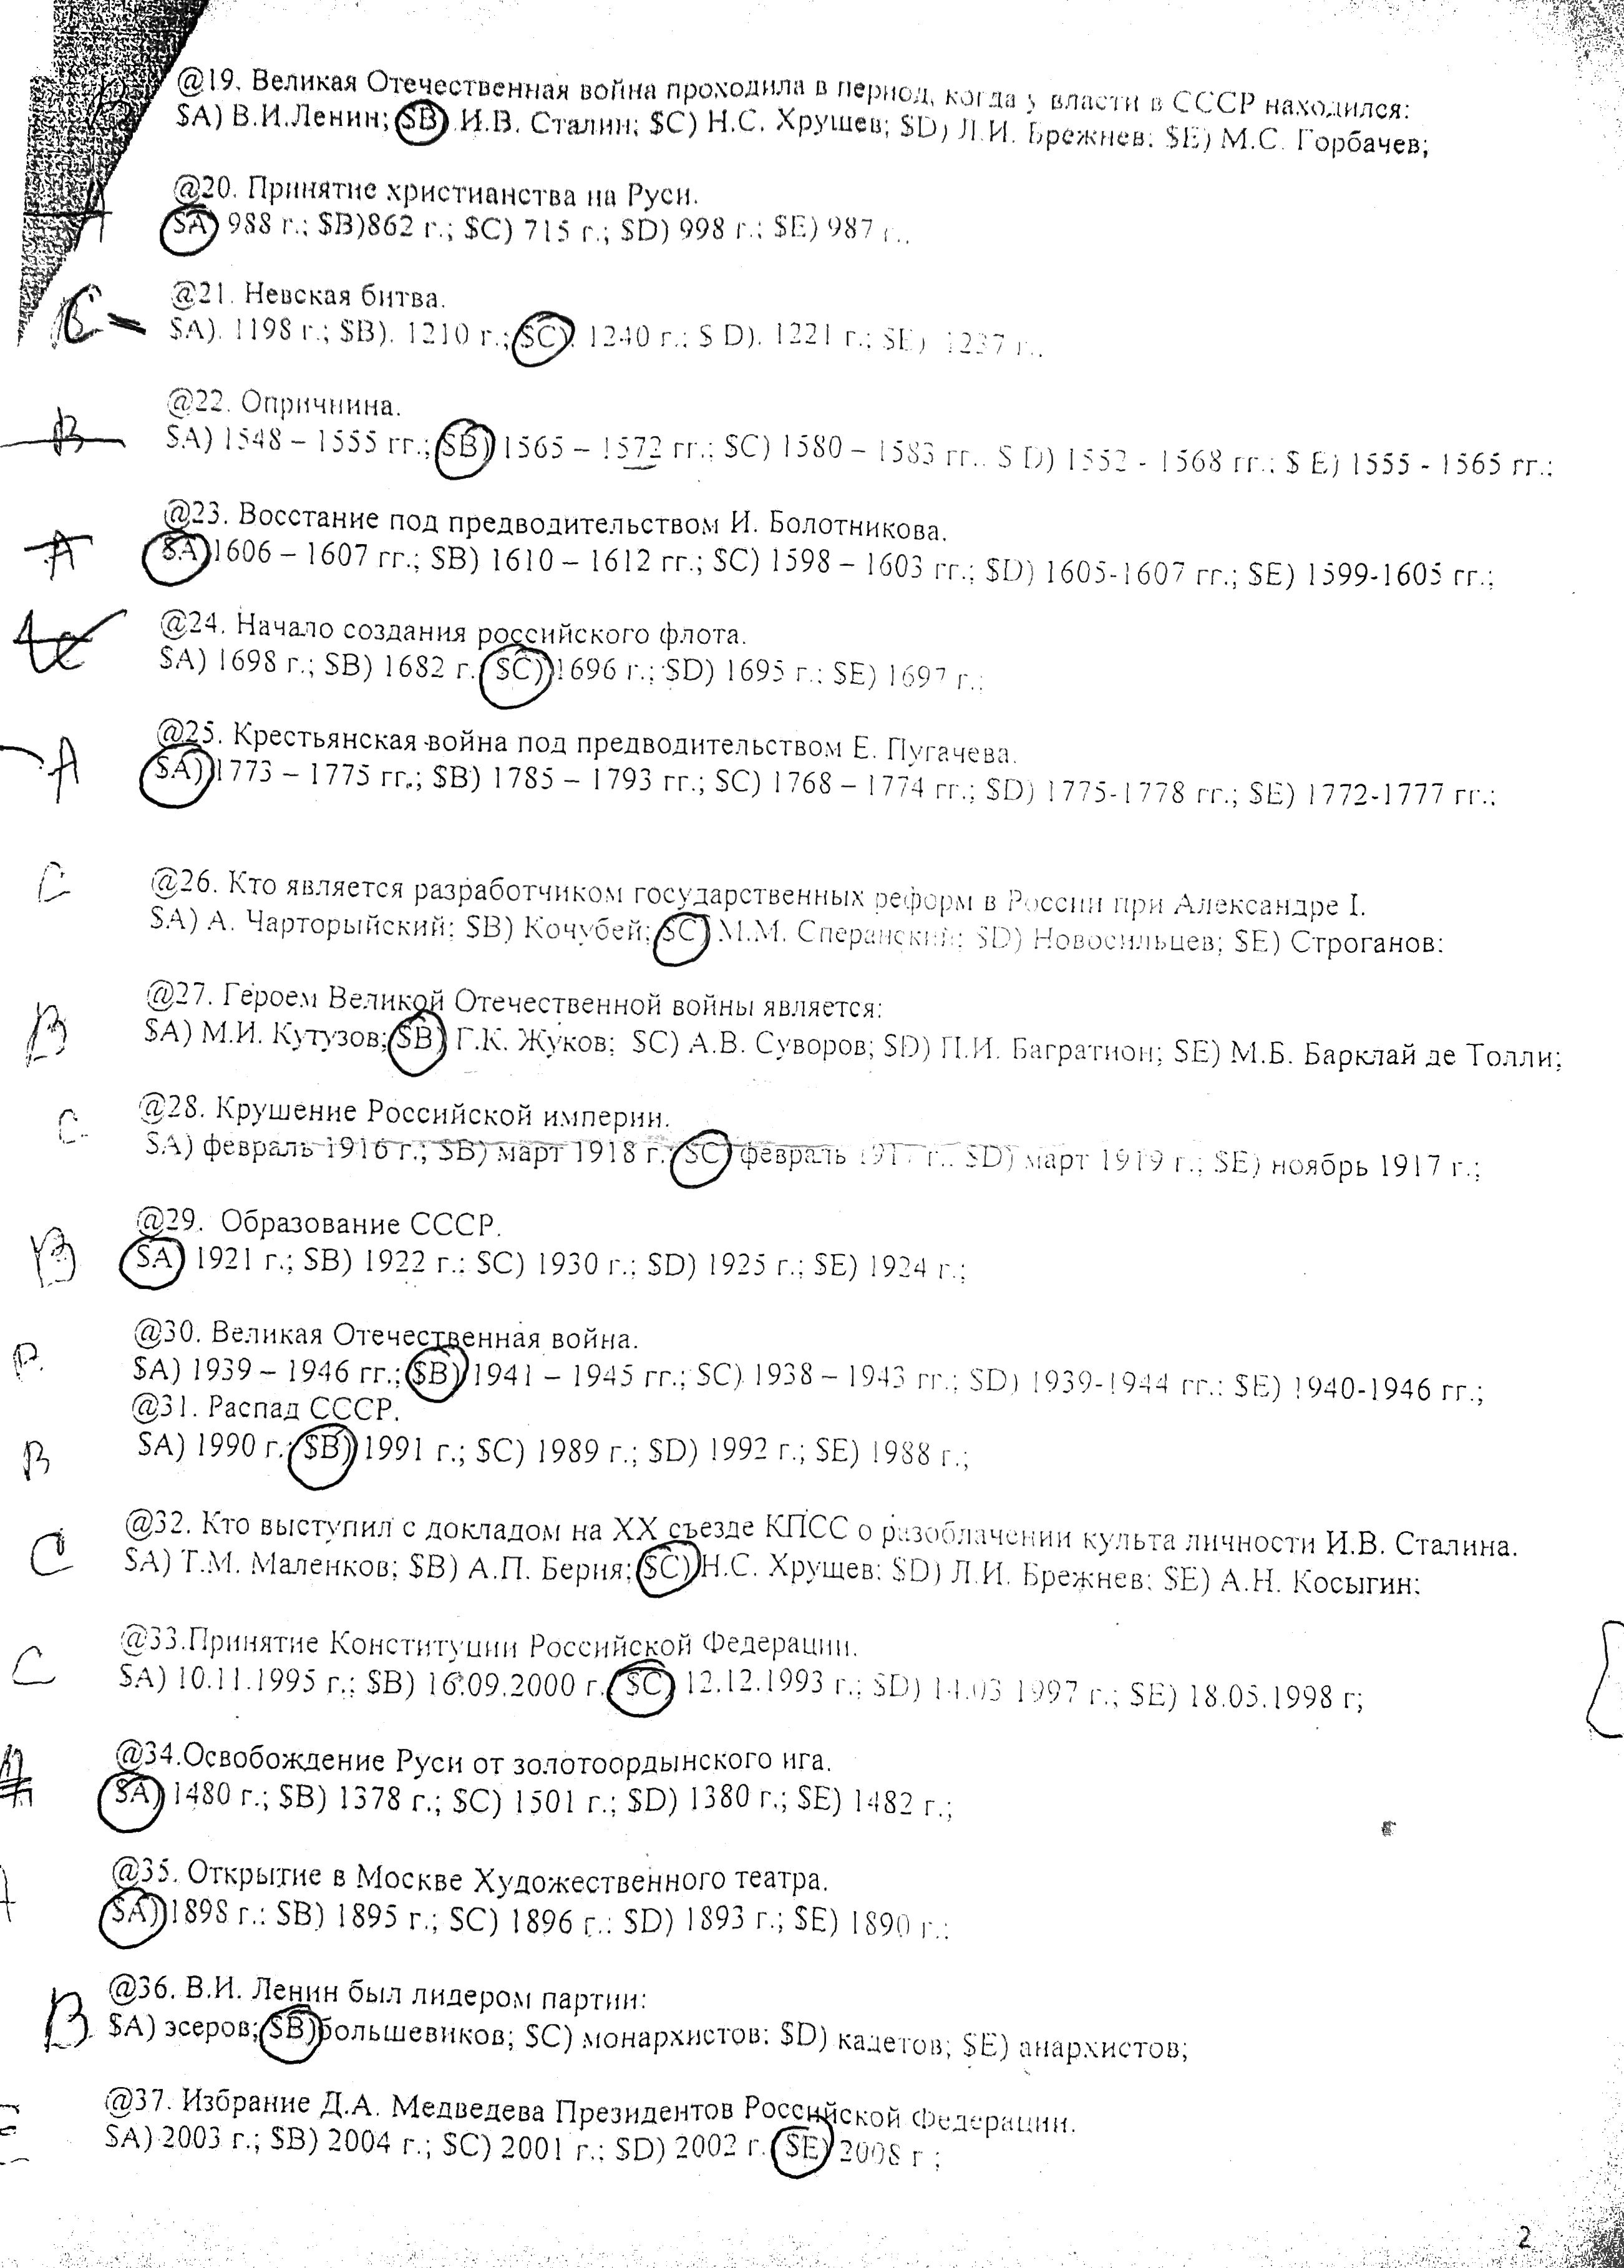 @19. Великая Отечественная война проходила в период, когда у власти в СССР находился:
$A) В.И.Ленин; $B) И.В. Сталин; $C) Н.С. Хрущев; $D) Л.И. Брежнев; $E) М.С. Горбачев;
@20. Принятие христианства на Руси.
A $A) 988 г.; $B)862 г.; $C) 715 г.; $D) 998 г.; $E) 987 г..
@21. Невская битва.
C $A). 1198 г.; $B). 1210 г.; $C). 1240 г.; $ D). 1221 г.; $E) 1237 г..
@22. Опричнина.
B $A) 1548 – 1555 гг.; $B) 1565 – 1572 гг.; $C) 1580 – 1583 гг.. $ D) 1552 - 1568 гг.; $ E) 1555 - 1565 гг.;
@23. Восстание под предводительством И. Болотникова.
A $A) 1606 – 1607 гг.; $B) 1610 – 1612 гг.; $C) 1598 – 1603 гг.; $D) 1605-1607 гг.; $E) 1599-1605 гг.;
@24. Начало создания российского флота.
$A) 1698 г.; $B) 1682 г. $C) 1696 г.; $D) 1695 г.; $E) 1697 г.;
@25. Крестьянская война под предводительством Е. Пугачева.
A $A) 1773 – 1775 гг.; $B) 1785 – 1793 гг.; $C) 1768 – 1774 гг.; $D) 1775-1778 гг.; $E) 1772-1777 гг.;
C @26. Кто является разработчиком государственных реформ в России при Александре I.
$A) А. Чарторыйский; $B) Кочубей; $C) М.М. Сперанский; $D) Новосильцев; $E) Строганов:
@27. Героем Великой Отечественной войны является:
B $A) М.И. Кутузов; $B) Г.К. Жуков; $C) А.В. Суворов; $D) П.И. Багратион; $E) М.Б. Барклай де Толли;
C @28. Крушение Российской империи.
$A) февраль 1916 г.; $B) март 1918 г. $C) февраль 1917 г.. $D) март 1919 г.; $E) ноябрь 1917 г.;
@29. Образование СССР.
B $A) 1921 г.; $B) 1922 г.; $C) 1930 г.; $D) 1925 г.; $E) 1924 г.;
@30. Великая Отечественная война.
$A) 1939 – 1946 гг.; $B) 1941 – 1945 гг.; $C) 1938 – 1943 гг.; $D) 1939-1944 гг.: $E) 1940-1946 гг.;
@31. Распад СССР.
B $A) 1990 г.; $B) 1991 г.; $C) 1989 г.; $D) 1992 г.; $E) 1988 г.;
@32. Кто выступил с докладом на XX съезде КПСС о разоблачении культа личности И.В. Сталина.
C $A) Т.М. Маленков; $B) А.П. Берия; $C) Н.С. Хрущев; $D) Л.И. Брежнев; $E) А.Н. Косыгин;
@33.Принятие Конституции Российской Федерации.
C $A) 10.11.1995 г.; $B) 16.09.2000 г. $C) 12.12.1993 г.; $D) 14.03 1997 г.; $E) 18.05.1998 г;
@34.Освобождение Руси от золотоордынского ига.
$A) 1480 г.; $B) 1378 г.; $C) 1501 г.; $D) 1380 г.; $E) 1482 г.;
@35. Открытие в Москве Художественного театра.
$A) 1898 г.: $B) 1895 г.; $C) 1896 г.: $D) 1893 г.; $E) 1890 г.:
@36. В.И. Ленин был лидером партии:
B $A) эсеров; $B) большевиков; $C) монархистов: $D) кадетов; $E) анархистов;
@37. Избрание Д.А. Медведева Президентов Российской Федерации.
$A) 2003 г.; $B) 2004 г.; $C) 2001 г.; $D) 2002 г. $E) 2008 г ;
2